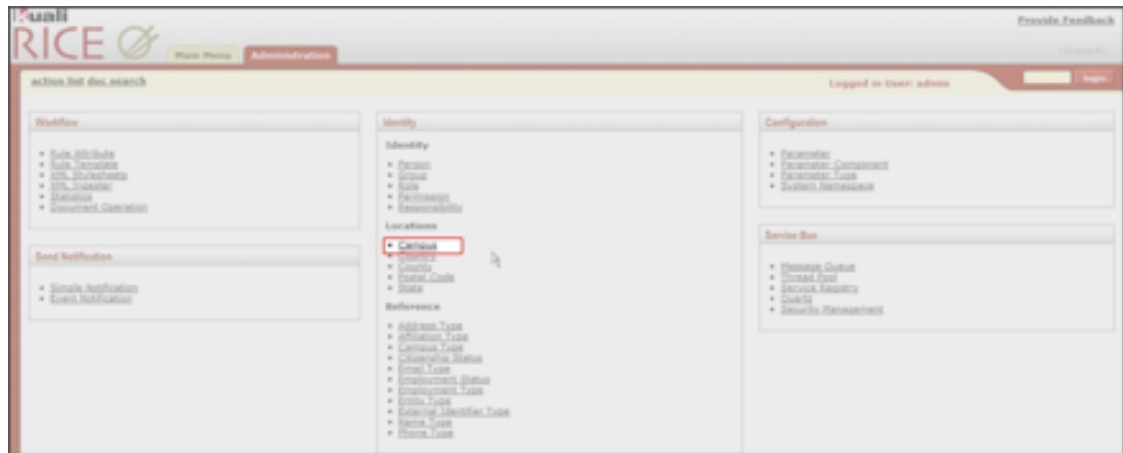 Kuali
RICE
Main Menu
Administration
Provide Feedback
action list doc search
Logged in User: admin
login
Workflow
Rule Attribute
Rule Template
XML Stylesheets
XML Ingester
Statistics
Document Operation
Send Notification
Simple Notification
Event Notification
Identity
Identity
Person
Group
Role
Permission
Responsibility
Locations
Campus
Country
County
Postal Code
State
Reference
Address Type
Affiliation Type
Campus Type
Citizenship Status
Email Type
Employment Status
Employment Type
Entity Type
External Identifier Type
Name Type
Phone Type
Configuration
Parameter
Parameter Component
Parameter Type
System Namespace
Service Bus
Message Queue
Thread Pool
Service Registry
Quartz
Security Management